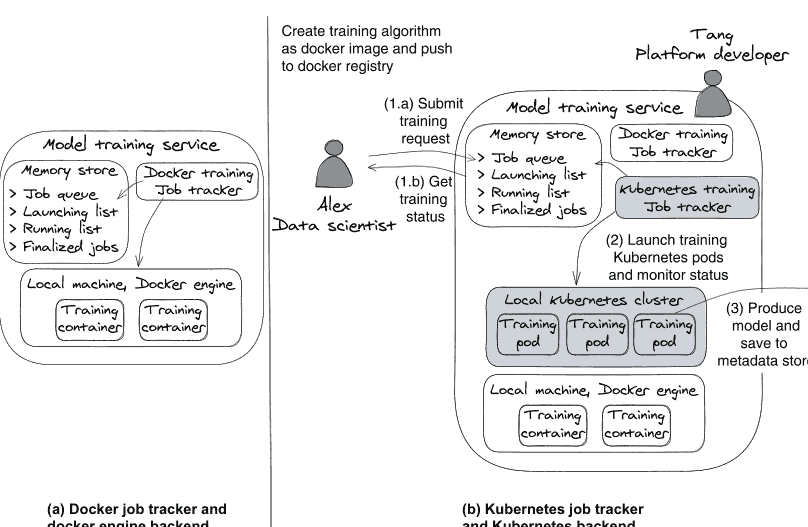 Create training algorithm
as docker image and push
to docker registry
Tang
Platform developer
Model training service
Memory store
> Job queue
> Launching list
> Running list
> Finalized jobs
Docker training
Job tracker
Local machine, Docker engine
Training
container
Training
container
(a) Docker job tracker and
docker engine backend
Alex
Data scientist
(1.a) Submit
training
request
(1.b) Get
training
status
Model training service
Memory store
> Job queue
> Launching list
> Running list
> Finalized jobs
Docker training
Job tracker
Kubernetes training
Job tracker
(2) Launch training
Kubernetes pods
and monitor status
Local Kubernetes cluster
Training
pod
Training
pod
Training
pod
(3) Produce
model and
save to
metadata store
Local machine, Docker engine
Training
container
Training
container
(b) Kubernetes job tracker
and Kubernetes backend